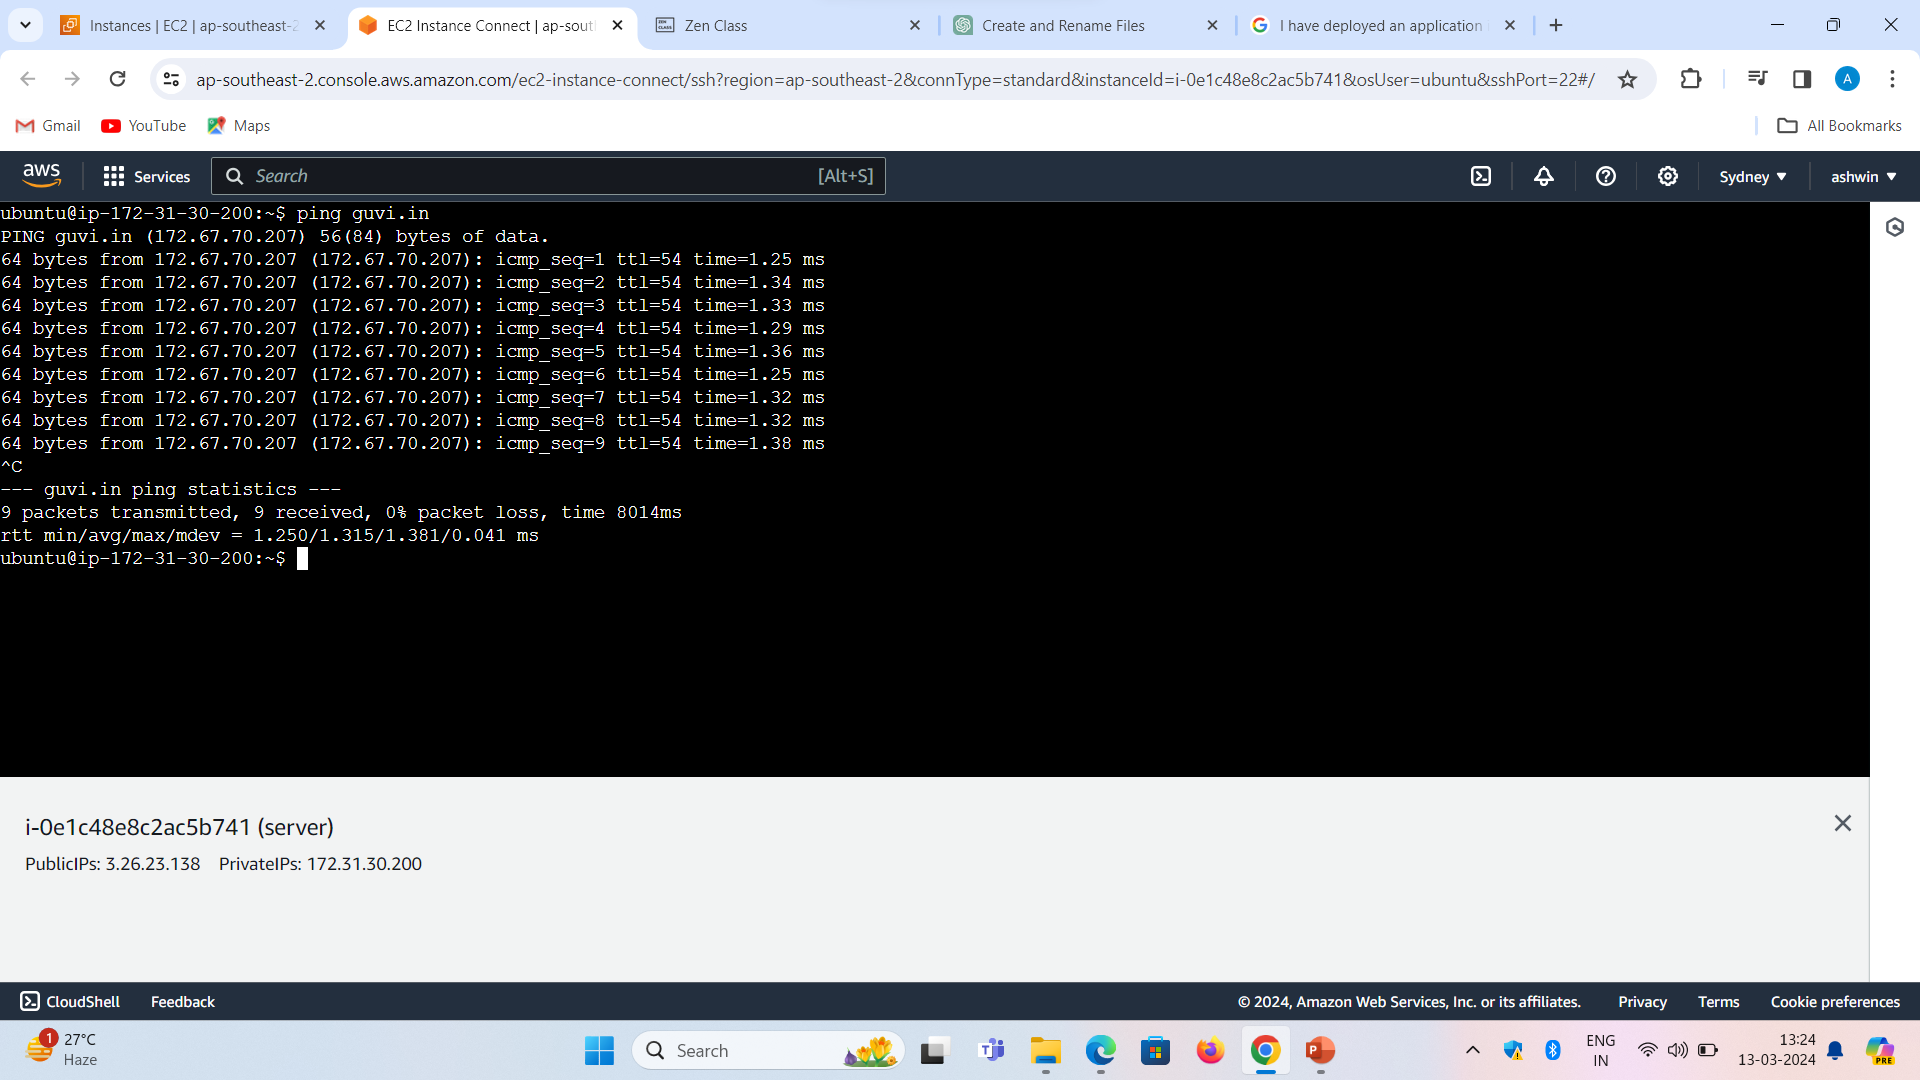 Instances | EC2 | ap-southeast-2
EC2 Instance Connect | ap-sout
Zen Class
Create and Rename Files
I have deployed an application
ap-southeast-2.console.aws.amazon.com/ec2-instance-connect/ssh?region=ap-southeast-2&connType=standard&instanceId=i-0e1c48e8c2ac5b741&osUser=ubuntu&sshPort=22#/
A
Gmail
YouTube
Maps
All Bookmarks
aws
Services
Search
[Alt+S]
Sydney
ashwin
ubuntu@ip-172-31-30-200:~$ ping guvi.in
PING guvi.in (172.67.70.207) 56(84) bytes of data.
64 bytes from 172.67.70.207 (172.67.70.207): icmp_seq=1 ttl=54 time=1.25 ms
64 bytes from 172.67.70.207 (172.67.70.207): icmp_seq=2 ttl=54 time=1.34 ms
64 bytes from 172.67.70.207 (172.67.70.207): icmp_seq=3 ttl=54 time=1.33 ms
64 bytes from 172.67.70.207 (172.67.70.207): icmp_seq=4 ttl=54 time=1.29 ms
64 bytes from 172.67.70.207 (172.67.70.207): icmp_seq=5 ttl=54 time=1.36 ms
64 bytes from 172.67.70.207 (172.67.70.207): icmp_seq=6 ttl=54 time=1.25 ms
64 bytes from 172.67.70.207 (172.67.70.207): icmp_seq=7 ttl=54 time=1.32 ms
64 bytes from 172.67.70.207 (172.67.70.207): icmp_seq=8 ttl=54 time=1.32 ms
64 bytes from 172.67.70.207 (172.67.70.207): icmp_seq=9 ttl=54 time=1.38 ms
^C
--- guvi.in ping statistics ---
9 packets transmitted, 9 received, 0% packet loss, time 8014ms
rtt min/avg/max/mdev = 1.250/1.315/1.381/0.041 ms
ubuntu@ip-172-31-30-200:~$
i-0e1c48e8c2ac5b741 (server)
PublicIPs: 3.26.23.138 PrivateIPs: 172.31.30.200
CloudShell
Feedback
© 2024, Amazon Web Services, Inc. or its affiliates.
Privacy
Terms
Cookie preferences
1
27°C
Haze
Search
ENG
IN
13:24
13-03-2024
PRE